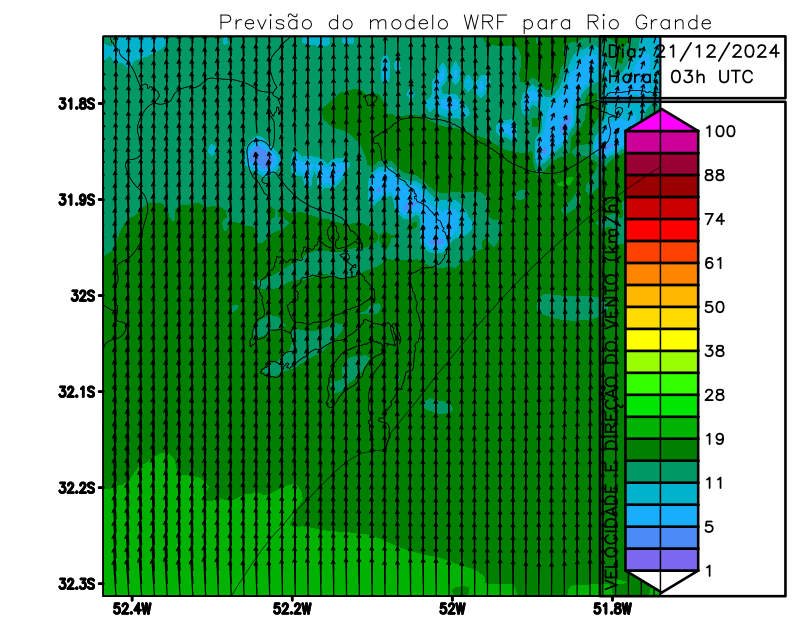 Previsão do modelo WRF para Rio Grande
Dia: 21/12/2024
Hora: 03h UTC
31.8S
31.9S
32S
32.1S
32.2S
32.3S
52.4W
52.2W
52W
51.8W
VELOCIDADE E DIREÇÃO DO VENTO (km/h)
100
88
74
61
50
38
28
19
11
5
1